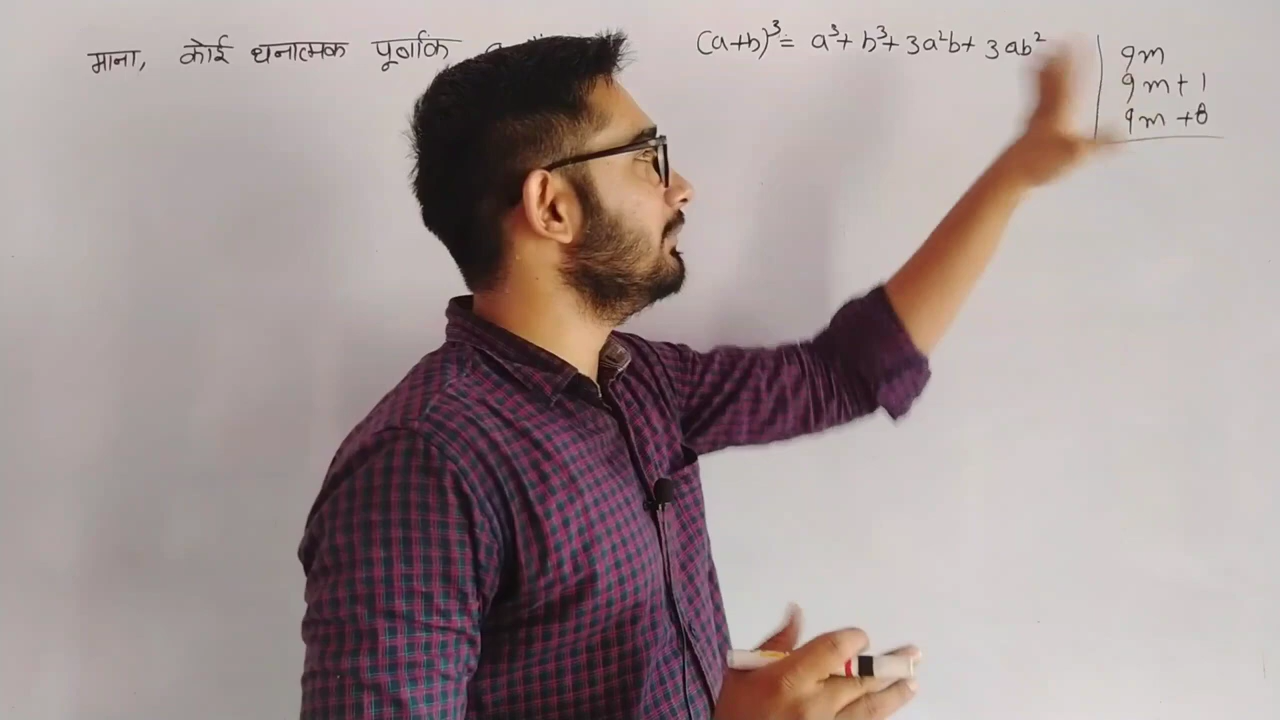 माना, कोई धनात्मक पूर्णांक a
(a+b)³ = a³ + b³ + 3a²b + 3ab²
9m
9m + 1
9m + 8